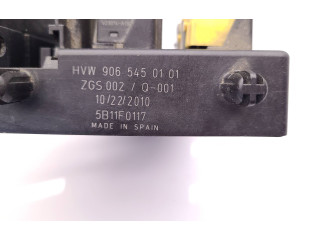 HVW 906 545 01 01
ZGS 002 / Q-001
10/22/2010
5B11F0117
MADE IN SPAIN